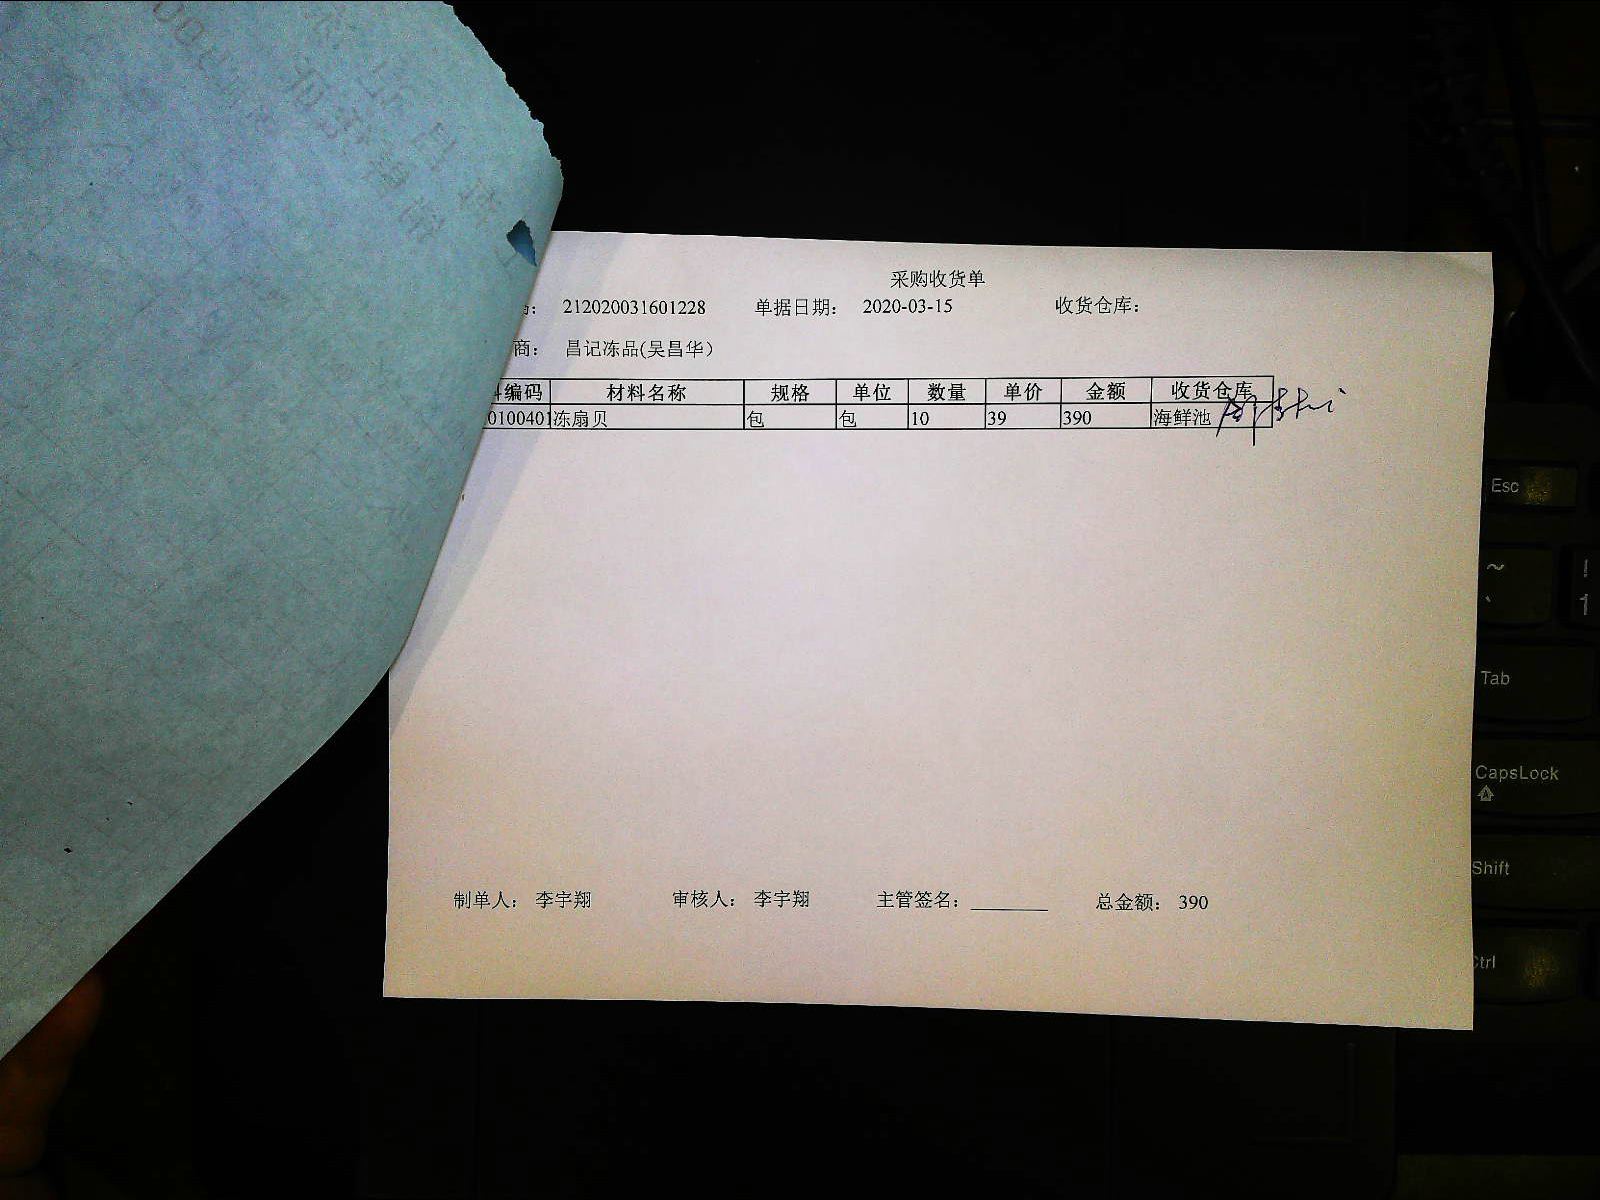 采购收货单
212020031601228 单据日期： 2020-03-15 收货仓库：
商： 昌记冻品(吴昌华）
编码 材料名称 规格 单位 数量 单价 金额 收货仓库
0100401 冻扇贝 包 包 10 39 390 海鲜池
制单人： 李宇翔 审核人： 李宇翔 主管签名： 总金额： 390
Esc
~
`
1
Tab
CapsLock
Shift
Ctrl